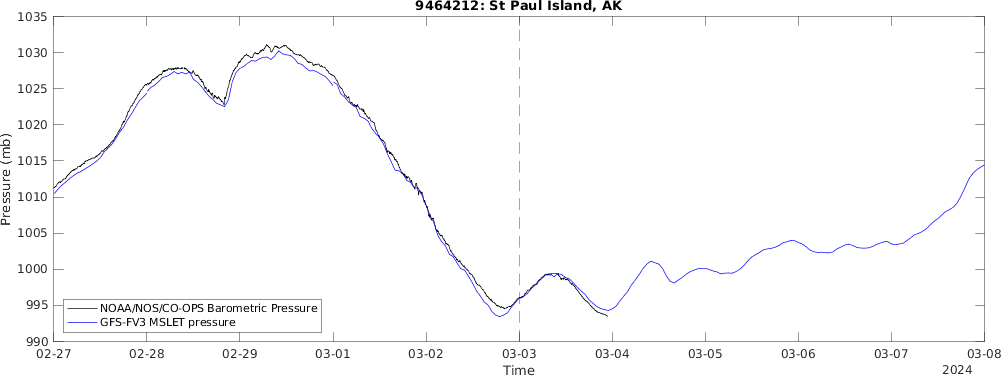 9464212: St Paul Island, AK
Pressure (mb)
1035
1030
1025
1020
1015
1010
1005
1000
995
990
NOAA/NOS/CO-OPS Barometric Pressure
GFS-FV3 MSLET pressure
02-27 02-28 02-29 03-01 03-02 03-03 03-04 03-05 03-06 03-07 03-08
Time
2024